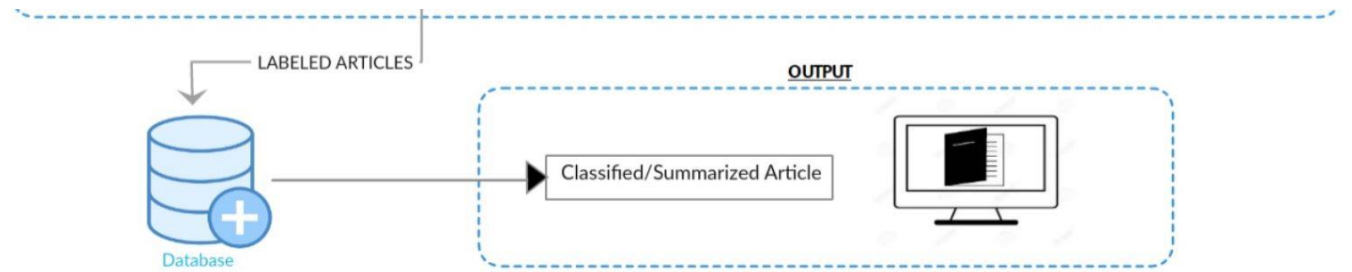 LABELED ARTICLES
OUTPUT
Classified/Summarized Article
Database